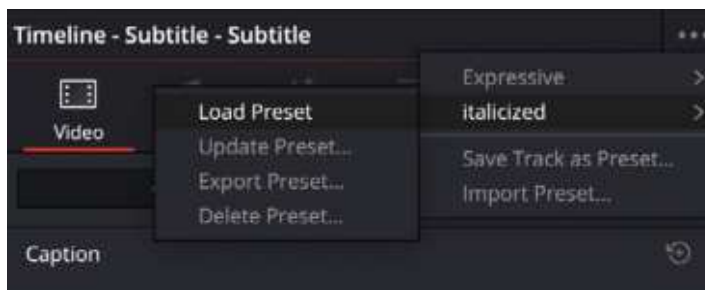 Timeline - Subtitle - Subtitle
Video
Load Preset
Update Preset...
Export Preset...
Delete Preset...
Expressive
italicized
Save Track as Preset...
Import Preset...
Caption